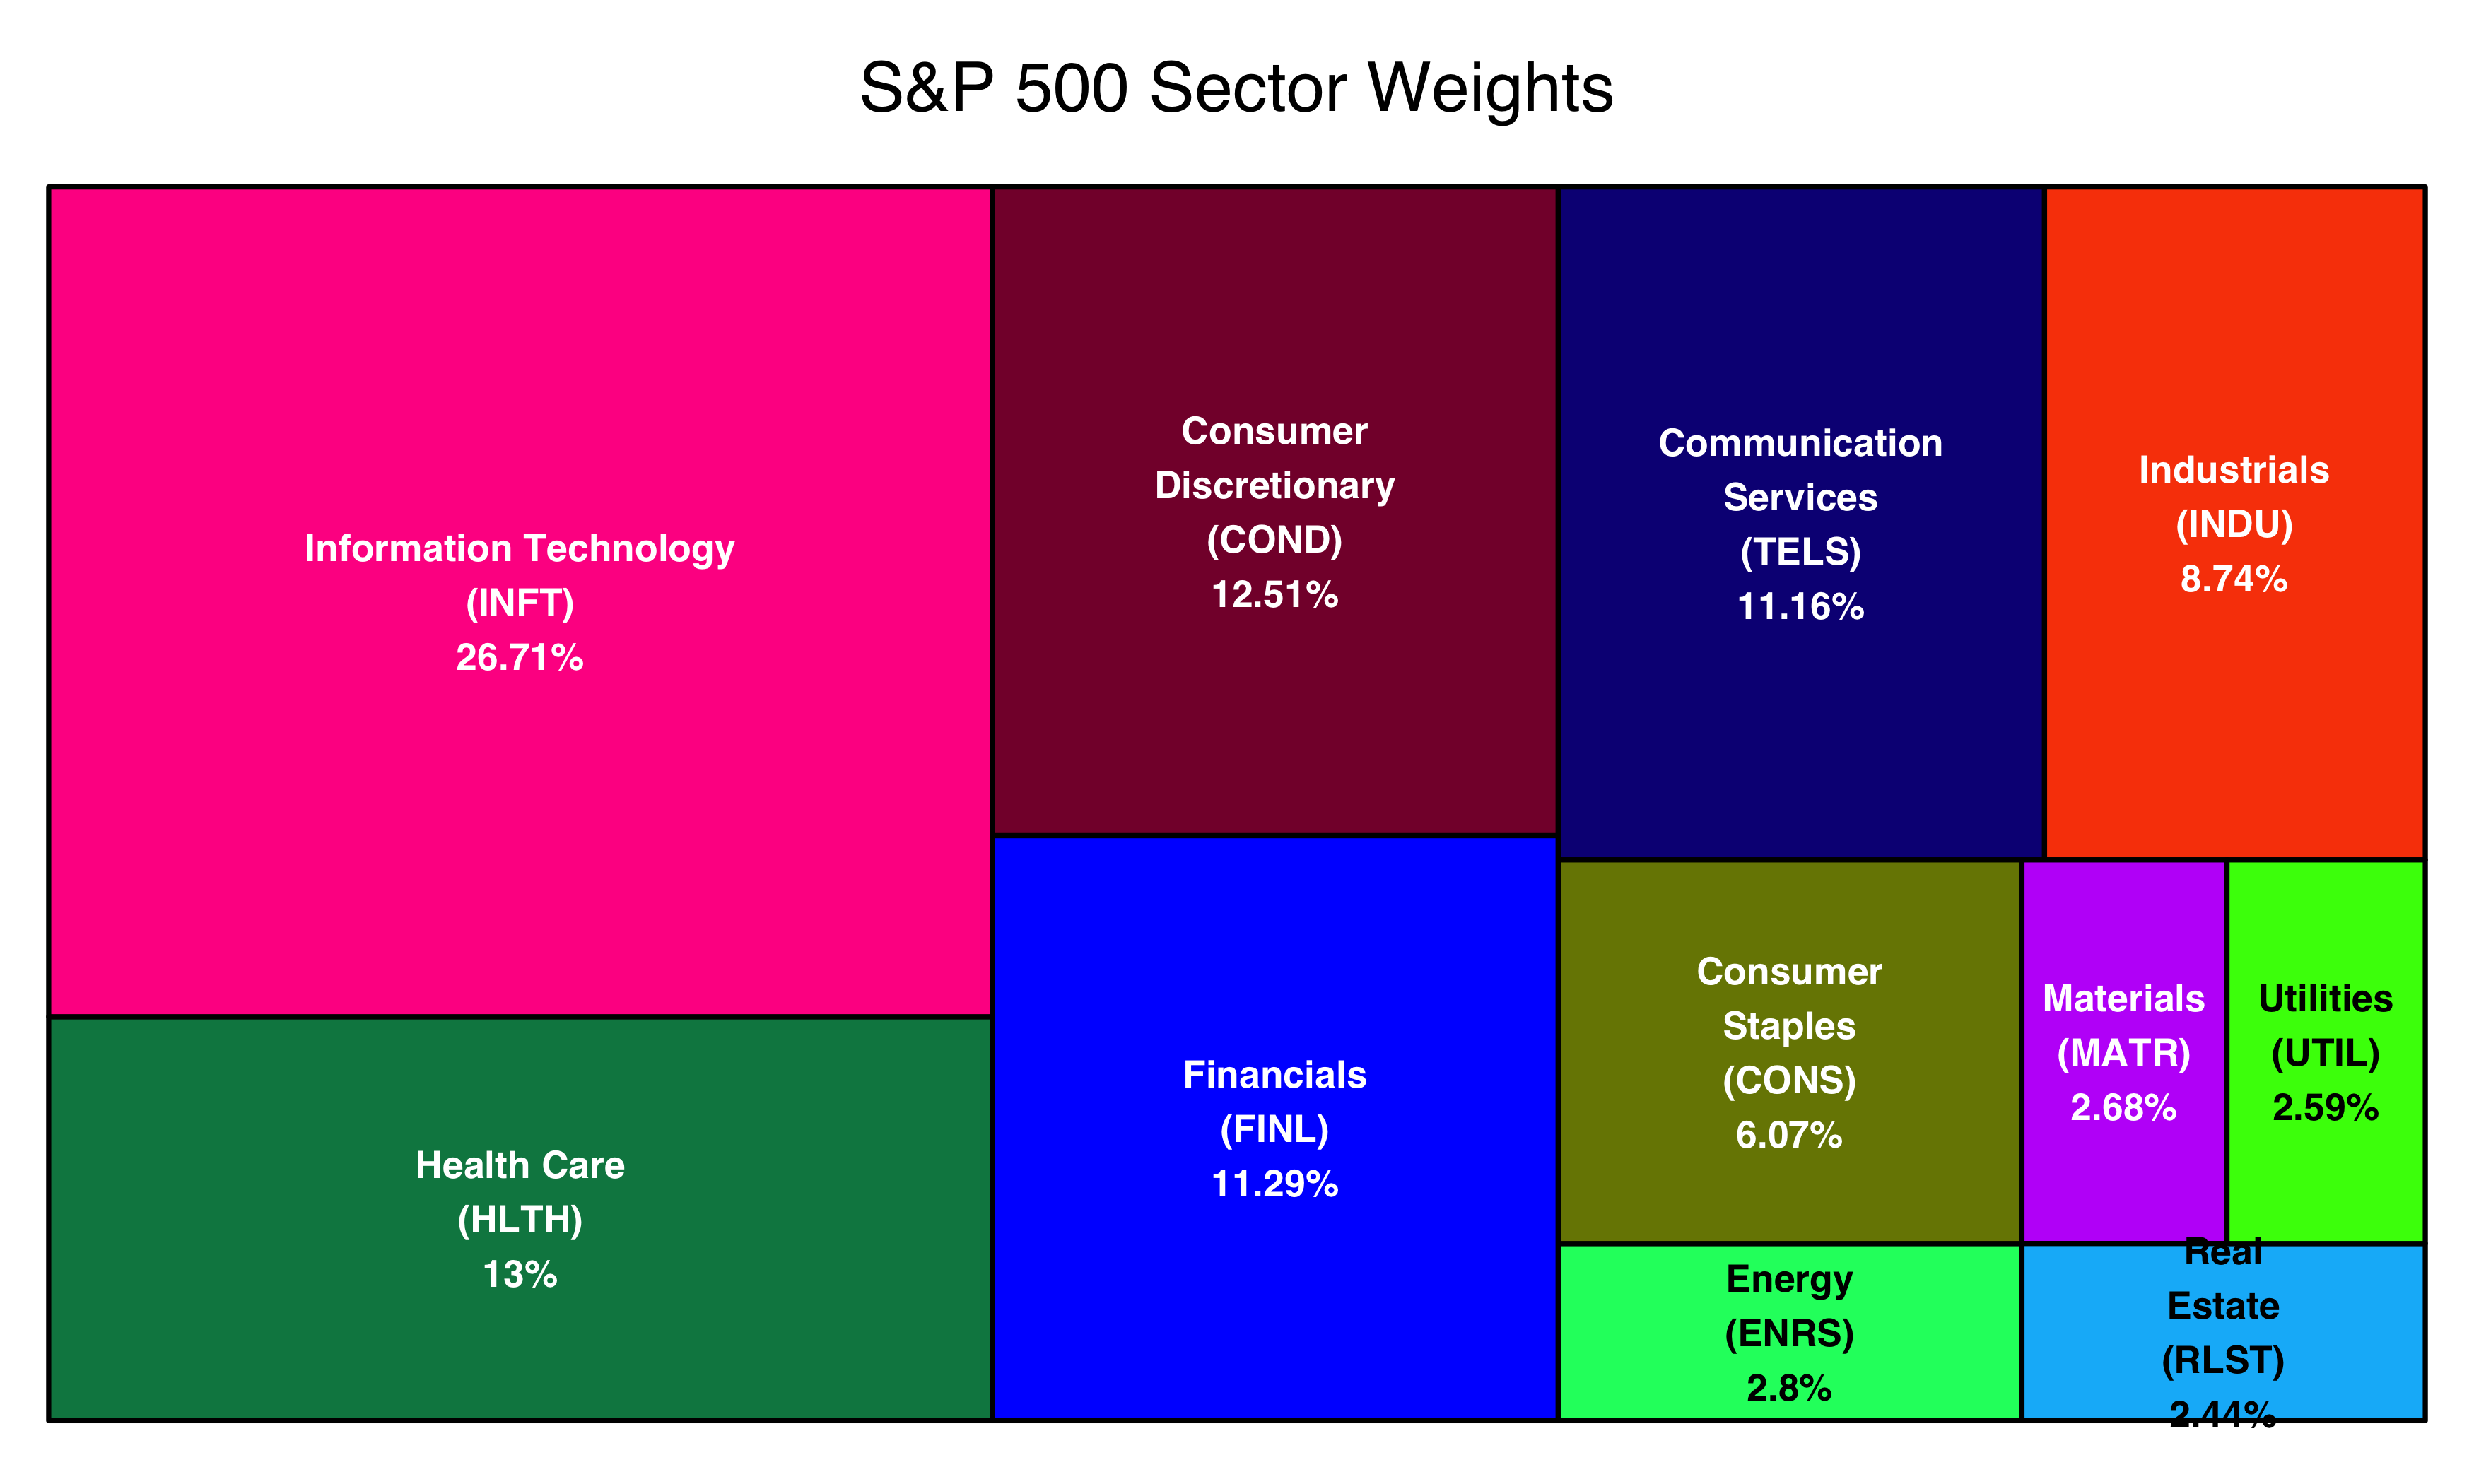 S&P 500 Sector Weights
Information Technology
(INFT)
26.71%
Health Care
(HLTH)
13%
Consumer
Discretionary
(COND)
12.51%
Financials
(FINL)
11.29%
Communication
Services
(TELS)
11.16%
Industrials
(INDU)
8.74%
Consumer
Staples
(CONS)
6.07%
Materials
(MATR)
2.68%
Utilities
(UTIL)
2.59%
Energy
(ENRS)
2.8%
Real
Estate
(RLST)
2.44%